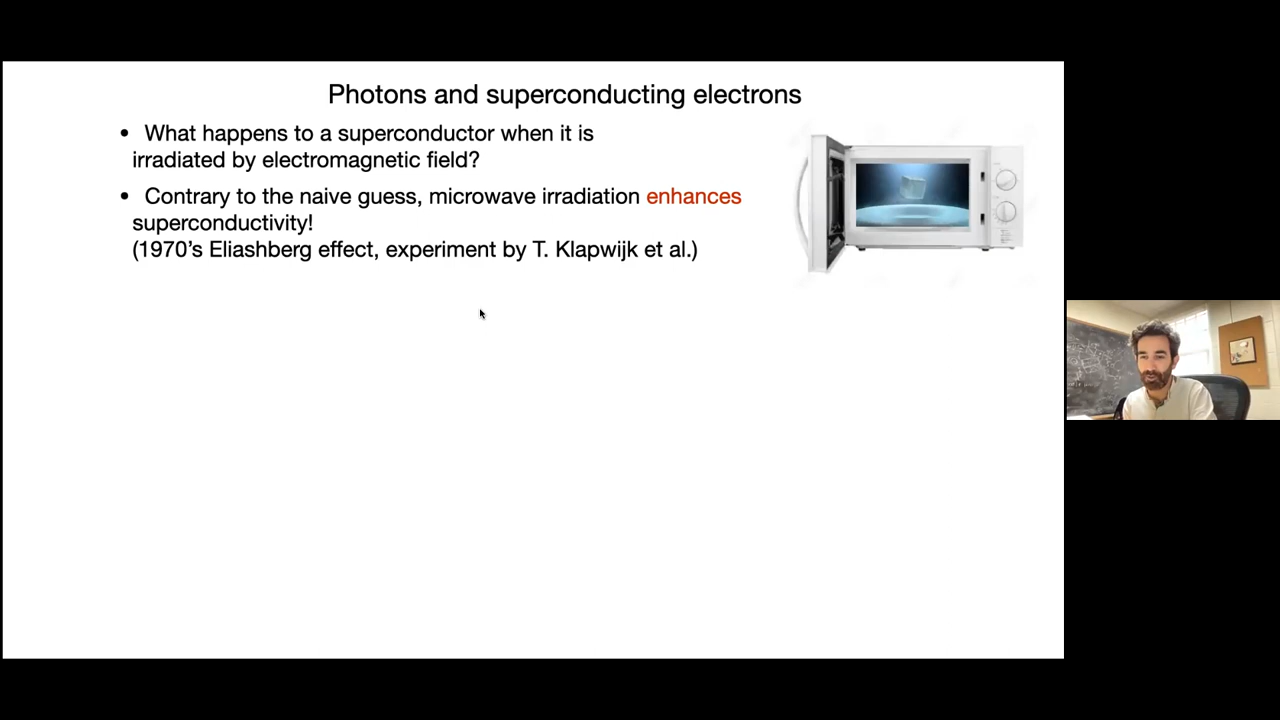 Photons and superconducting electrons
• What happens to a superconductor when it is
irradiated by electromagnetic field?
• Contrary to the naive guess, microwave irradiation enhances
superconductivity!
(1970's Eliashberg effect, experiment by T. Klapwijk et al.)